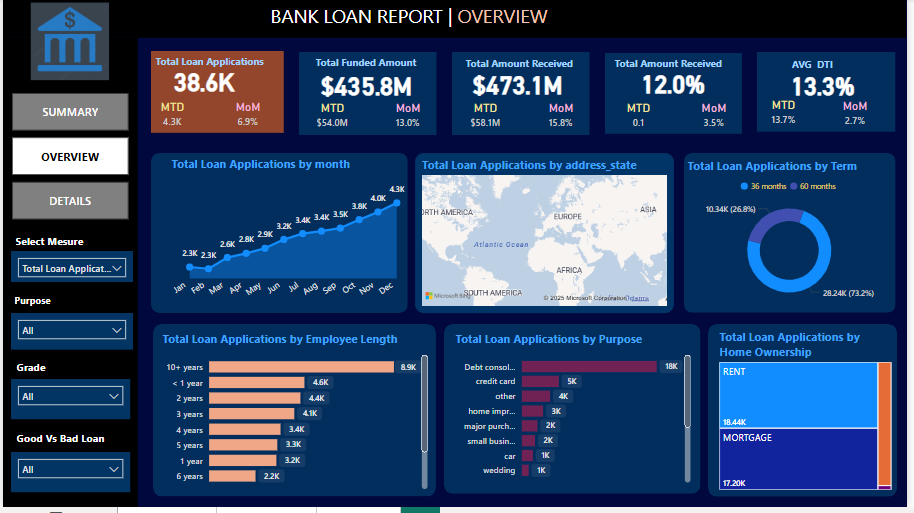 BANK LOAN REPORT | OVERVIEW
$
SUMMARY
OVERVIEW
DETAILS
Select Mesure
Total Loan Applicat...
Purpose
All
Grade
All
Good Vs Bad Loan
All
Total Loan Applications
38.6K
MTD MoM
4.3K 6.9%
Total Funded Amount
$435.8M
MTD MoM
$54.0M 13.0%
Total Amount Received
$473.1M
MTD MoM
$58.1M 15.8%
Total Amount Received
12.0%
MTD MoM
0.1 3.5%
AVG DTI
13.3%
MTD MoM
13.7% 2.7%
Total Loan Applications by month
2.3K 2.3K 2.6K 2.8K 2.9K 3.2K 3.4K 3.4K 3.5K 3.8K 4.0K 4.3K
Jan Feb Mar Apr May Jun Jul Aug Sep Oct Nov Dec
Total Loan Applications by address_state
ORTH AMERICA
EUROPE
ASIA
Atlantic Ocean
AFRICA
SOUTH AMERICA
Microsoft Bing
© 2025 Microsoft Corporation Terms
Total Loan Applications by Term
36 months 60 months
10.34K (26.8%)
28.24K (73.2%)
Total Loan Applications by Employee Length
10+ years 8.9K
< 1 year 4.6K
2 years 4.4K
3 years 4.1K
4 years 3.4K
5 years 3.3K
1 year 3.2K
6 years 2.2K
Total Loan Applications by Purpose
Debt consol... 18K
credit card 5K
other 4K
home impr... 3K
major purch... 2K
small busin... 2K
car 1K
wedding 1K
Total Loan Applications by
Home Ownership
RENT
18.44K
MORTGAGE
17.20K